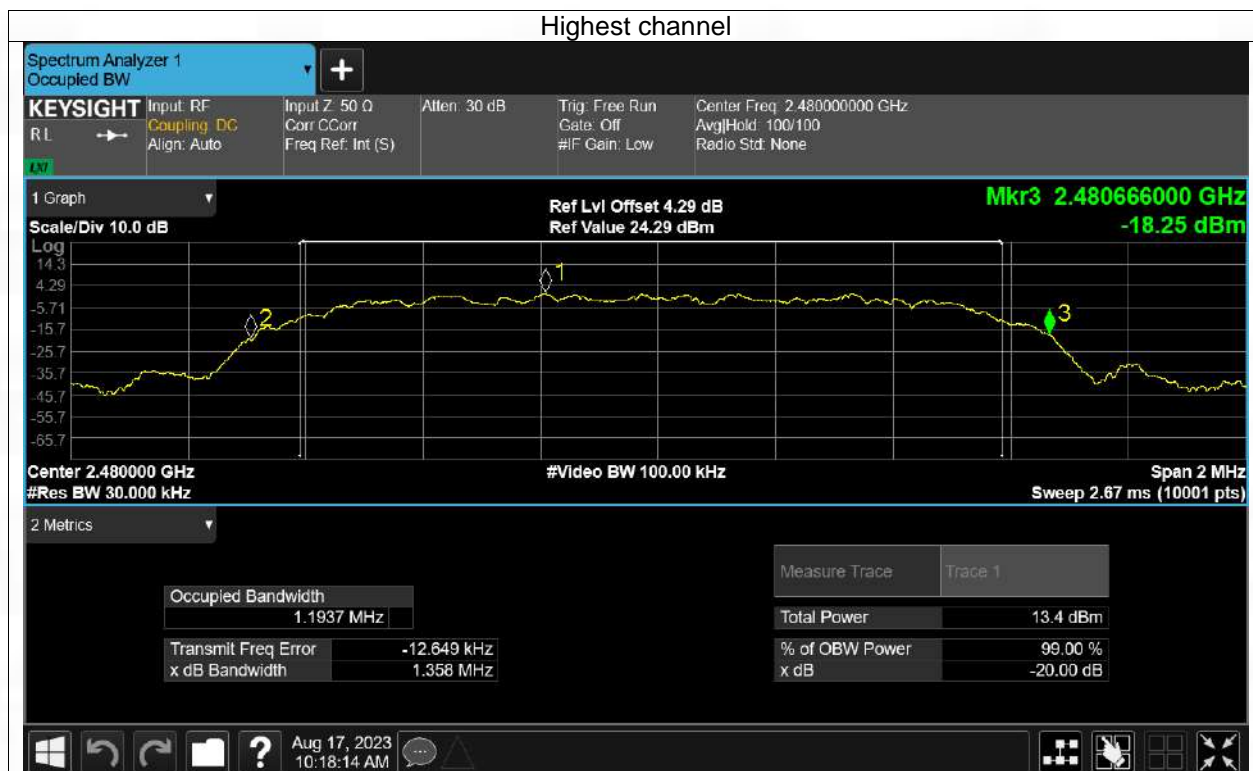 Highest channel
Spectrum Analyzer 1
Occupied BW
+
KEYSIGHT
R L
LXI
Input: RF
Coupling: DC
Align: Auto
Input Z: 50 Ω
Corr CCorr
Freq Ref: Int (S)
Atten: 30 dB
Trig: Free Run
Gate: Off
#IF Gain: Low
Center Freq: 2.480000000 GHz
Avg|Hold: 100/100
Radio Std: None
1 Graph
Scale/Div 10.0 dB
Ref Lvl Offset 4.29 dB
Ref Value 24.29 dBm
Mkr3 2.480666000 GHz
-18.25 dBm
Log
14.3
4.29
-5.71
-15.7
-25.7
-35.7
-45.7
-55.7
-65.7
1
2
3
Center 2.480000 GHz
#Res BW 30.000 kHz
#Video BW 100.00 kHz
Span 2 MHz
Sweep 2.67 ms (10001 pts)
2 Metrics
Measure Trace Trace 1
Occupied Bandwidth
1.1937 MHz
Total Power 13.4 dBm
Transmit Freq Error -12.649 kHz
% of OBW Power 99.00 %
x dB Bandwidth 1.358 MHz
x dB -20.00 dB
?
Aug 17, 2023
10:18:14 AM